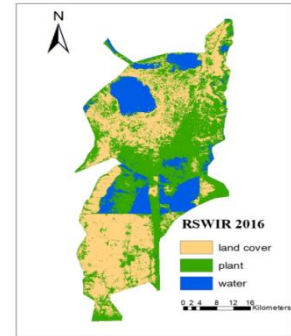 N
RSWIR 2016
land cover
plant
water
0 2 4 8 12 16
Kilometers